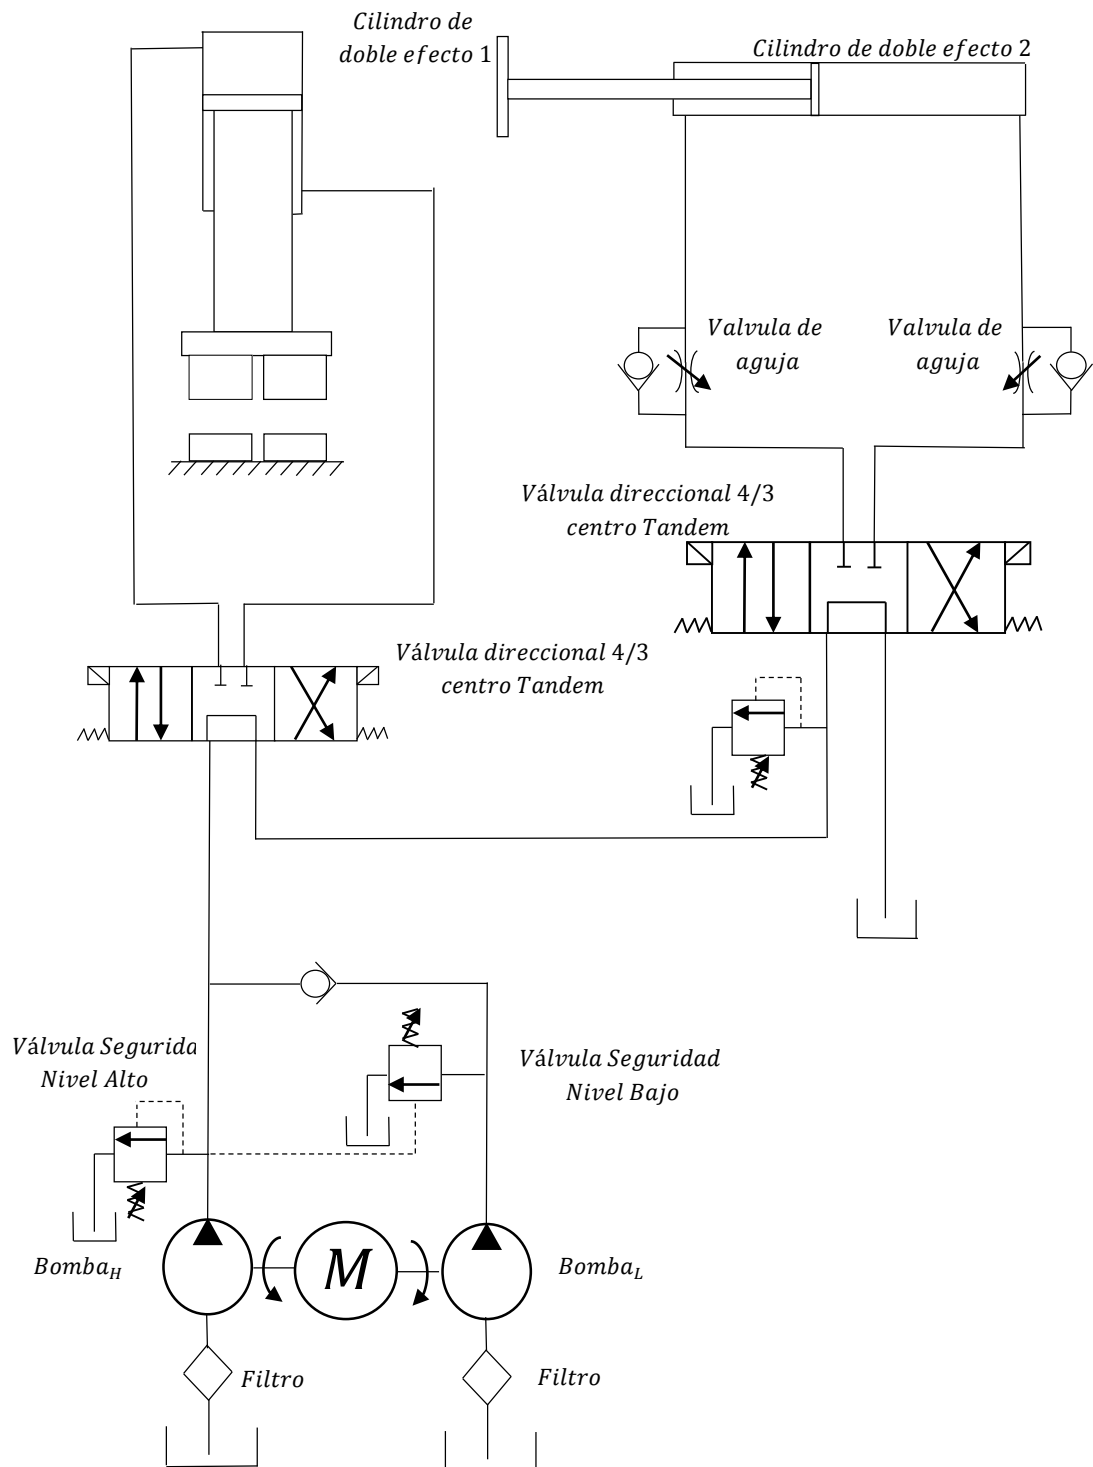 Cilindro de
doble efecto 1
Cilindro de doble efecto 2
Valvula de
aguja
Valvula de
aguja
Válvula direccional 4/3
centro Tandem
Válvula direccional 4/3
centro Tandem
Válvula Segurida
Nivel Alto
Válvula Seguridad
Nivel Bajo
Bomba_H
M
Bomba_L
Filtro
Filtro